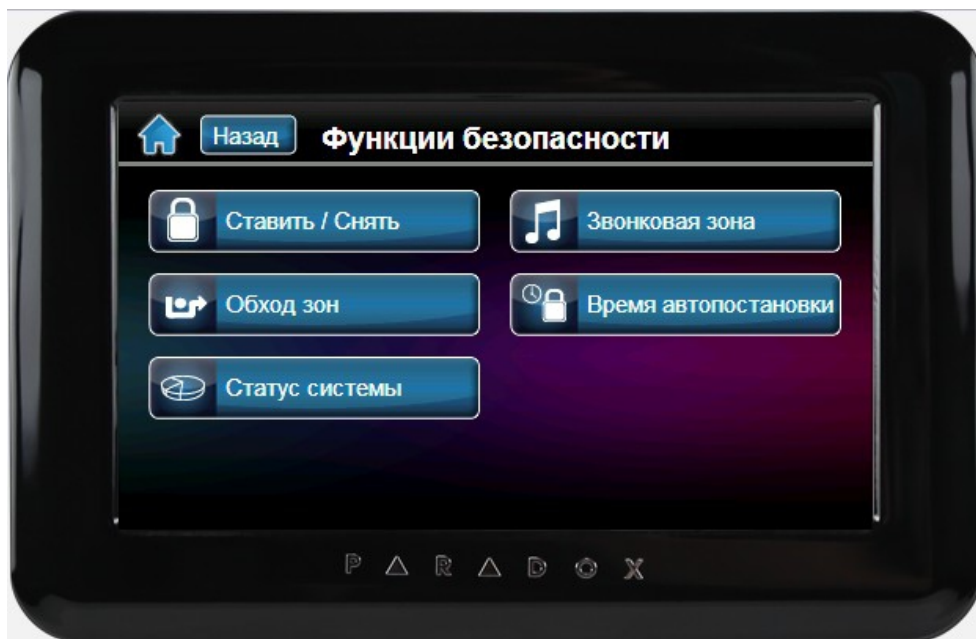 Назад
Функции безопасности
Ставить / Снять
Звонковая зона
Обход зон
Время автопостановки
Статус системы
PARADOX